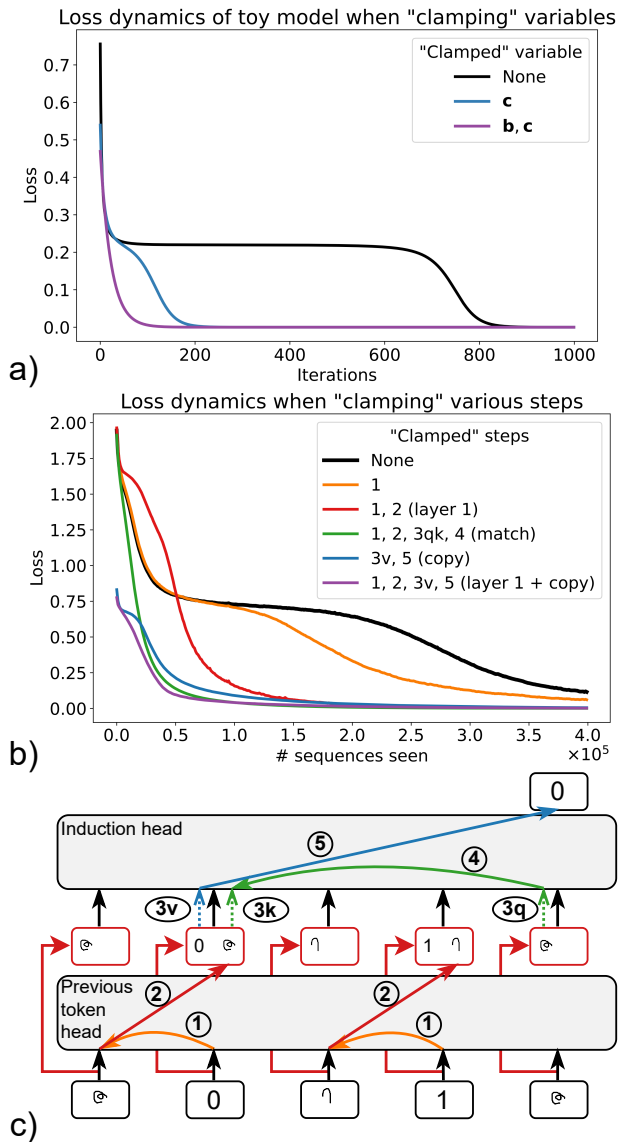 Loss dynamics of toy model when "clamping" variables
"Clamped" variable
None
c
b, c
Loss
0.7
0.6
0.5
0.4
0.3
0.2
0.1
0.0
0 200 400 600 800 1000
Iterations
a)
Loss dynamics when "clamping" various steps
"Clamped" steps
None
1
1, 2 (layer 1)
1, 2, 3qk, 4 (match)
3v, 5 (copy)
1, 2, 3v, 5 (layer 1 + copy)
Loss
2.00
1.75
1.50
1.25
1.00
0.75
0.50
0.25
0.00
0.0 0.5 1.0 1.5 2.0 2.5 3.0 3.5 4.0
×10⁵
# sequences seen
b)
0
Induction head
5 4
3v 3k 3q
0 1
Previous
token
head
2 2
1 1
0 1
c)